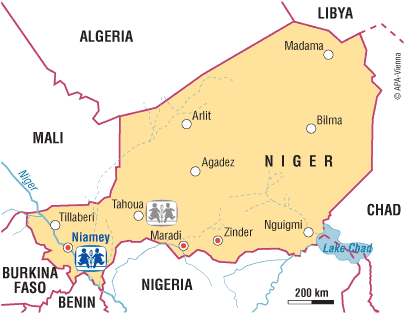 LIBYA
ALGERIA
Madama
© APA-Vienna
Arlit
Bilma
MALI
NIGER
Agadez
Niger
Tahoua
CHAD
Tillaberi
Niamey
Maradi
Zinder
Nguigmi
Lake Chad
BURKINA
FASO
NIGERIA
BENIN
200 km